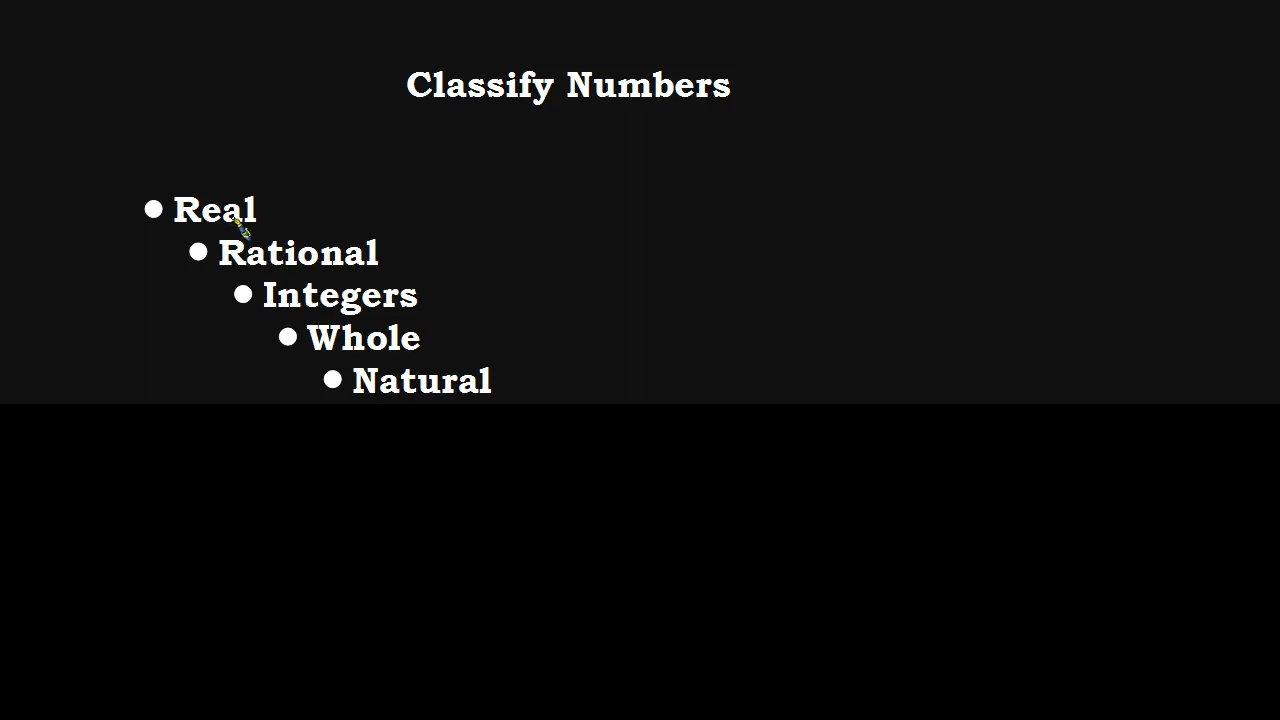 Classify Numbers
• Real
• Rational
• Integers
• Whole
• Natural